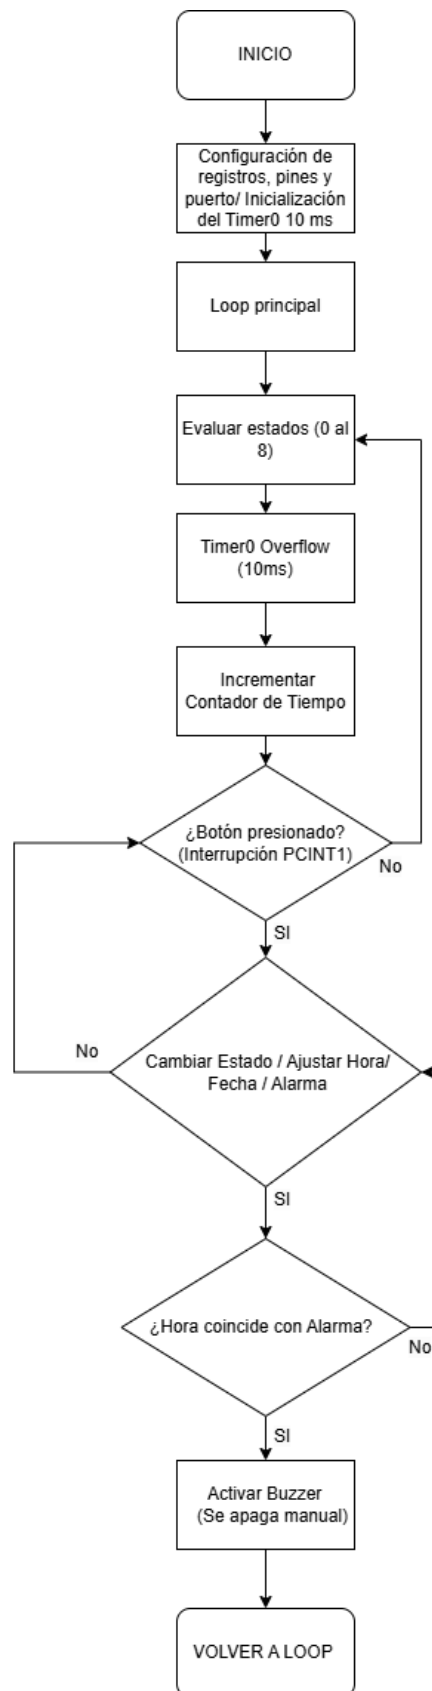 INICIO
Configuración de
registros, pines y
puerto/ Inicialización
del Timer0 10 ms
Loop principal
Evaluar estados (0 al
8)
Timer0 Overflow
(10ms)
Incrementar
Contador de Tiempo
¿Botón presionado?
(Interrupción PCINT1)
No
SI
No
Cambiar Estado / Ajustar Hora/
Fecha / Alarma
SI
¿Hora coincide con Alarma?
No
SI
Activar Buzzer
(Se apaga manual)
VOLVER A LOOP